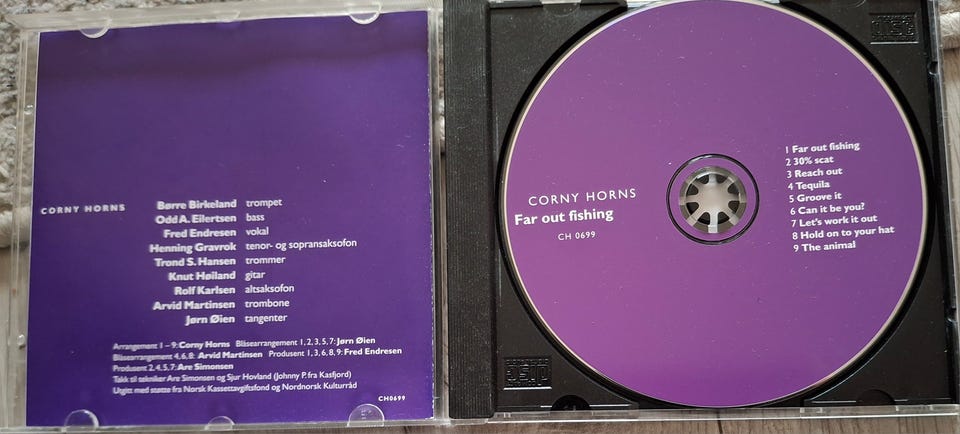 CORNY HORNS
Børre Birkeland trompet
Odd A. Eilertsen bass
Fred Endresen vokal
Henning Gravrok tenor- og sopransaksofon
Trond S. Hansen trommer
Knut Høiland gitar
Rolf Karlsen altsaksofon
Arvid Martinsen trombone
Jørn Øien tangenter
Arrangement 1 – 9: Corny Horns Blåsearrangement 1, 2, 3, 5, 7: Jørn Øien
Blåsearrangement 4, 6, 8: Arvid Martinsen Produsent 1, 3, 6, 8, 9: Fred Endresen
Produsent 2, 4, 5, 7: Are Simonsen
Takk til tekniker Are Simonsen og Sjur Hovland (Johnny P. fra Kasfjord)
Utgitt med støtte fra Norsk Kassettavgiftsfond og Nordnorsk Kulturråd
CH0699
CORNY HORNS
Far out fishing
CH 0699
1 Far out fishing
2 30% scat
3 Reach out
4 Tequila
5 Groove it
6 Can it be you?
7 Let's work it out
8 Hold on to your hat
9 The animal